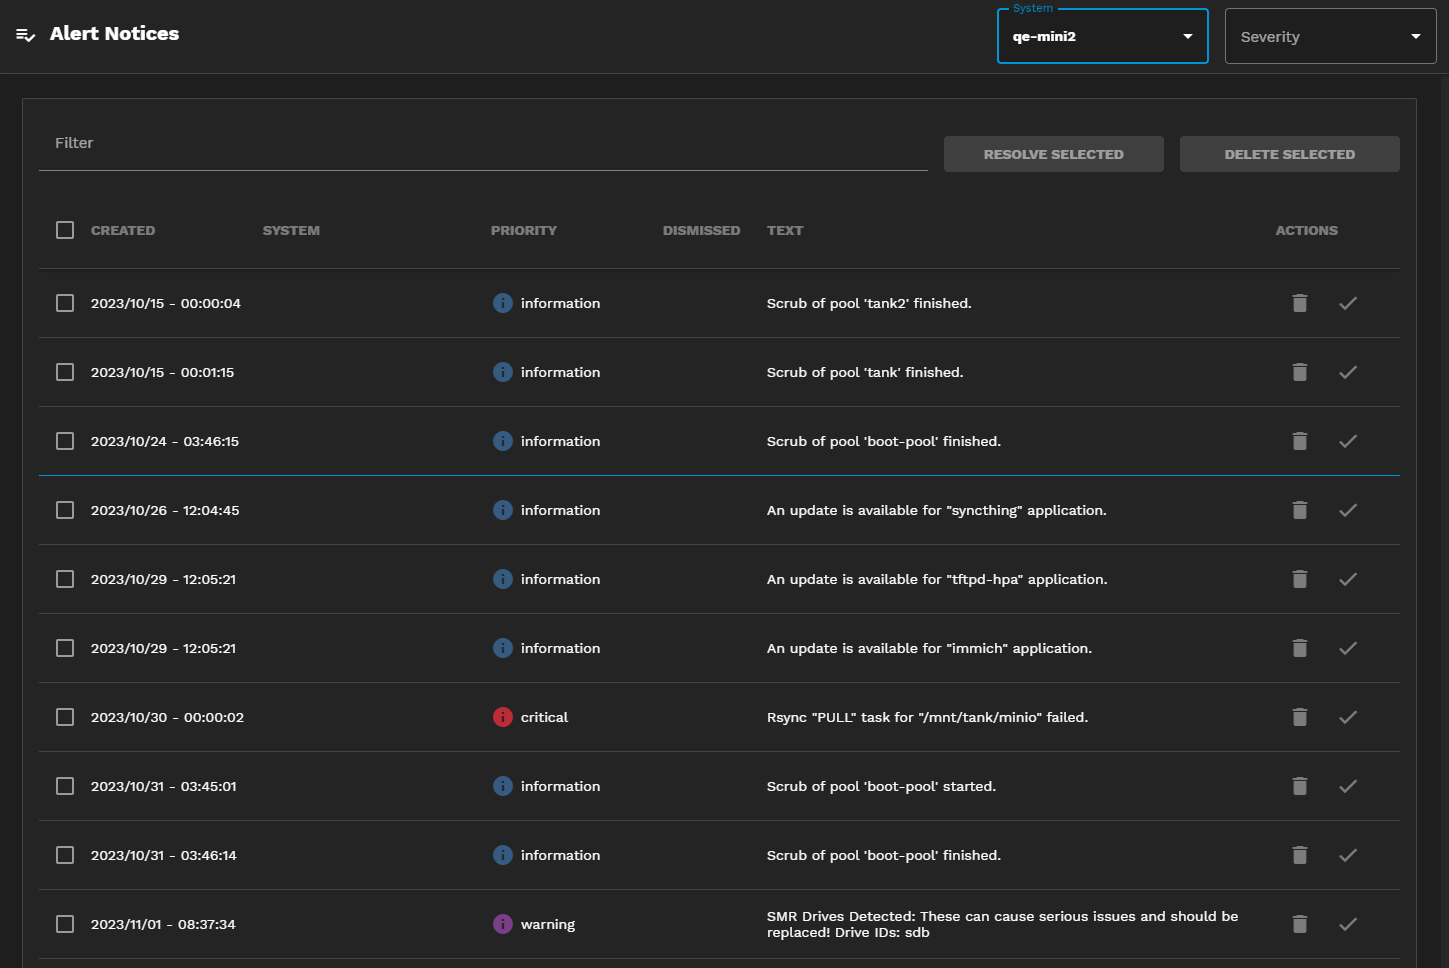 Alert Notices
System
qe-mini2
Severity
Filter
RESOLVE SELECTED
DELETE SELECTED
CREATED SYSTEM PRIORITY DISMISSED TEXT ACTIONS
2023/10/15 - 00:00:04 information Scrub of pool 'tank2' finished.
2023/10/15 - 00:01:15 information Scrub of pool 'tank' finished.
2023/10/24 - 03:46:15 information Scrub of pool 'boot-pool' finished.
2023/10/26 - 12:04:45 information An update is available for "syncthing" application.
2023/10/29 - 12:05:21 information An update is available for "tftpd-hpa" application.
2023/10/29 - 12:05:21 information An update is available for "immich" application.
2023/10/30 - 00:00:02 critical Rsync "PULL" task for "/mnt/tank/minio" failed.
2023/10/31 - 03:45:01 information Scrub of pool 'boot-pool' started.
2023/10/31 - 03:46:14 information Scrub of pool 'boot-pool' finished.
2023/11/01 - 08:37:34 warning SMR Drives Detected: These can cause serious issues and should be
replaced! Drive IDs: sdb